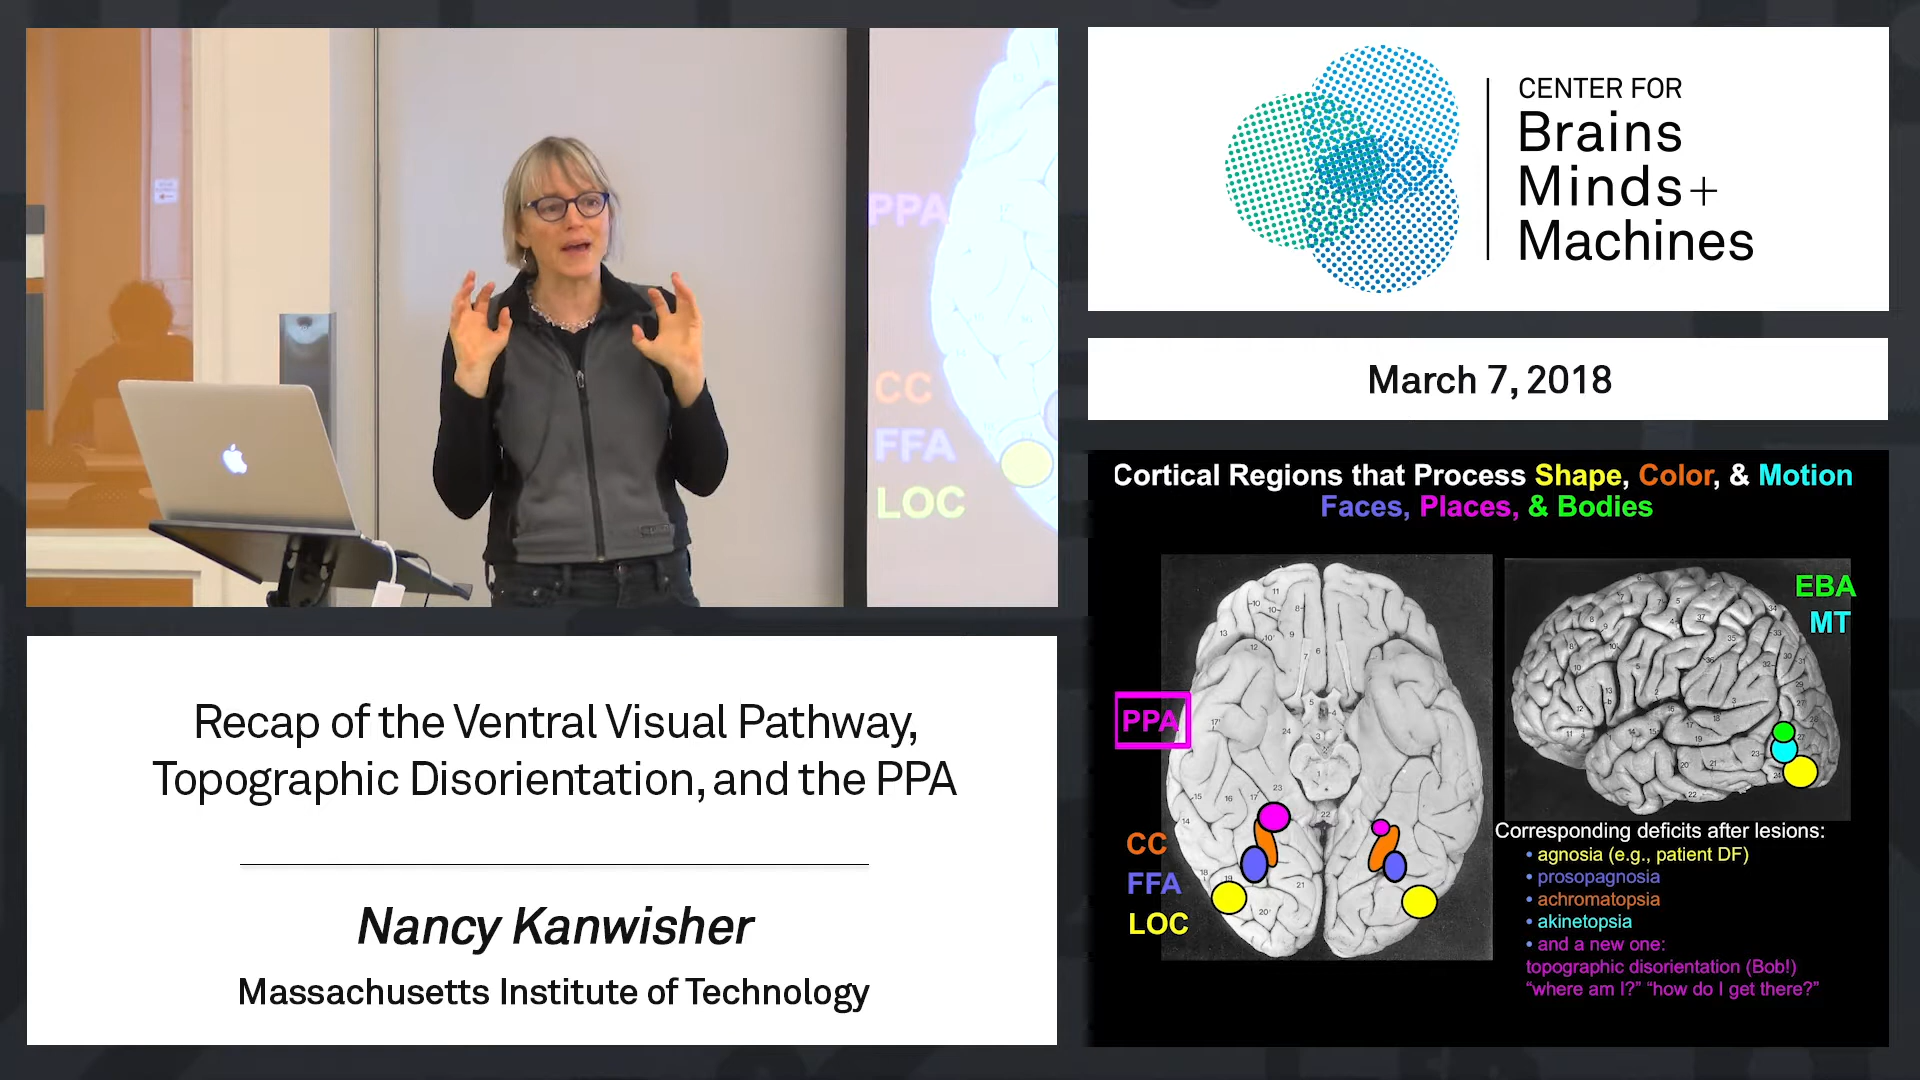 PPA
CC
FFA
LOC
CENTER FOR
Brains
Minds+
Machines
March 7, 2018
Recap of the Ventral Visual Pathway,
Topographic Disorientation, and the PPA
Nancy Kanwisher
Massachusetts Institute of Technology
Cortical Regions that Process Shape, Color, & Motion
Faces, Places, & Bodies
EBA
MT
PPA
CC
FFA
LOC
Corresponding deficits after lesions:
• agnosia (e.g., patient DF)
• prosopagnosia
• achromatopsia
• akinetopsia
• and a new one:
topographic disorientation (Bob!)
“where am I?” “how do I get there?”